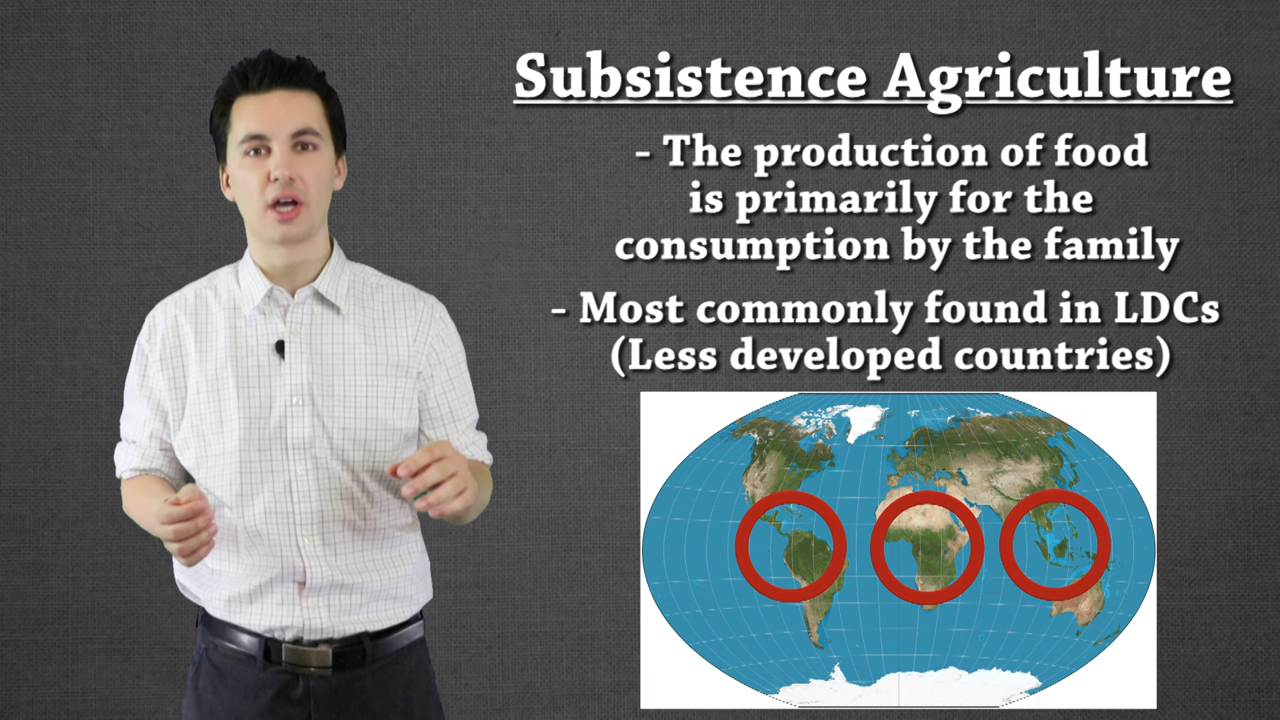 Subsistence Agriculture
- The production of food
is primarily for the
consumption by the family
- Most commonly found in LDCs
(Less developed countries)